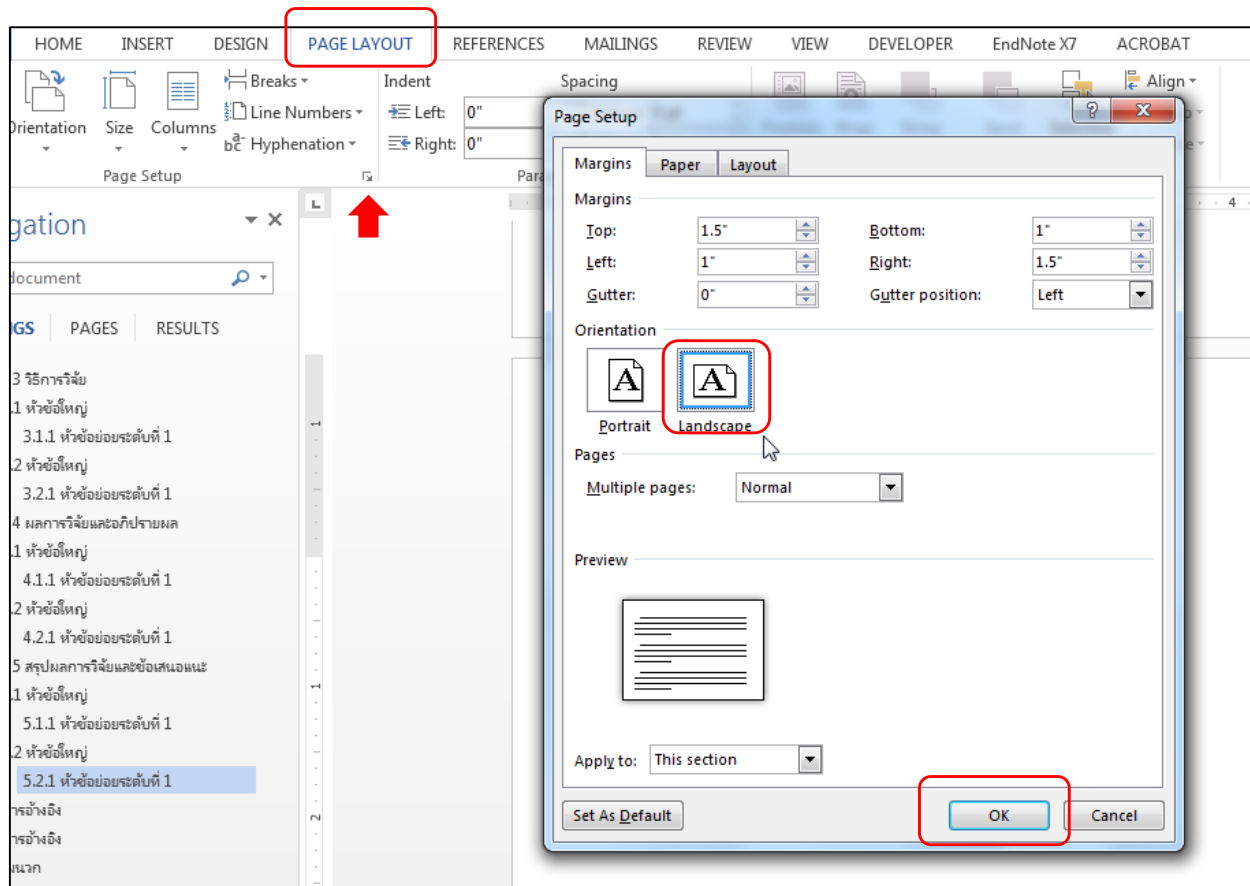 HOME INSERT DESIGN PAGE LAYOUT REFERENCES MAILINGS REVIEW VIEW DEVELOPER EndNote X7 ACROBAT
Breaks Indent Spacing Align
Line Numbers Left: 0"
Orientation Size Columns Hyphenation Right: 0"
Page Setup Para
Page Setup
Margins Paper Layout
Margins
Top: 1.5" Bottom: 1"
Left: 1" Right: 1.5"
Gutter: 0" Gutter position: Left
Orientation
A A
Portrait Landscape
Pages
Multiple pages: Normal
Preview
Apply to: This section
Set As Default OK Cancel
L
4
gation
document
GS PAGES RESULTS
3 วิธีการวิจัย
.1 หัวข้อใหญ่
3.1.1 หัวข้อย่อยระดับที่ 1
.2 หัวข้อใหญ่
3.2.1 หัวข้อย่อยระดับที่ 1
4 ผลการวิจัยและอภิปรายผล
.1 หัวข้อใหญ่
4.1.1 หัวข้อย่อยระดับที่ 1
.2 หัวข้อใหญ่
4.2.1 หัวข้อย่อยระดับที่ 1
5 สรุปผลการวิจัยและข้อเสนอแนะ
.1 หัวข้อใหญ่
5.1.1 หัวข้อย่อยระดับที่ 1
.2 หัวข้อใหญ่
5.2.1 หัวข้อย่อยระดับที่ 1
ารอ้างอิง
ารอ้างอิง
ผนวก
1
1
2